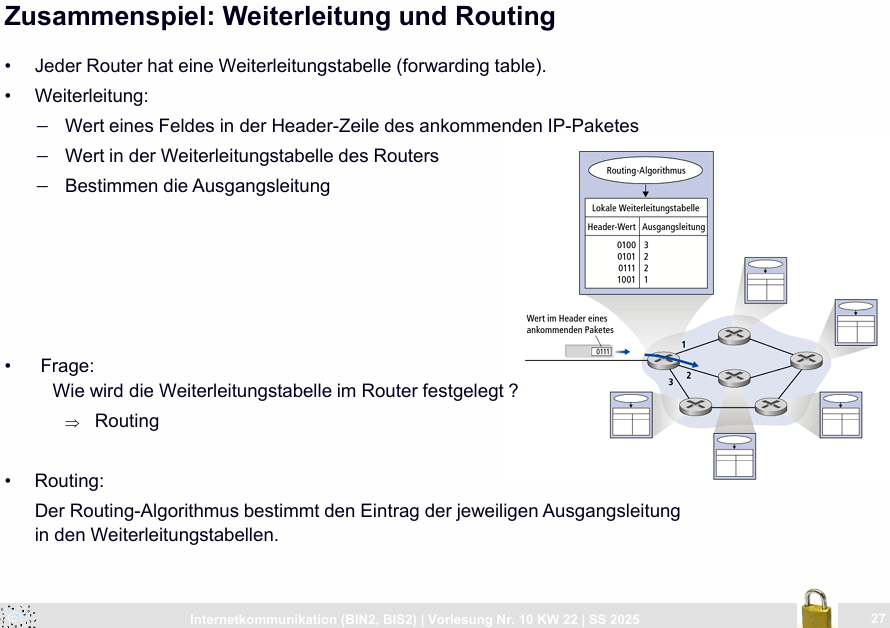 Zusammenspiel: Weiterleitung und Routing
• Jeder Router hat eine Weiterleitungstabelle (forwarding table).
• Weiterleitung:
– Wert eines Feldes in der Header-Zeile des ankommenden IP-Paketes
– Wert in der Weiterleitungstabelle des Routers
– Bestimmen die Ausgangsleitung
Routing-Algorithmus
Lokale Weiterleitungstabelle
Header-Wert Ausgangsleitung
0100 3
0101 2
0111 2
1001 1
Wert im Header eines
ankommenden Paketes
0111
1
2
3
• Frage:
Wie wird die Weiterleitungstabelle im Router festgelegt ?
⇒ Routing
• Routing:
Der Routing-Algorithmus bestimmt den Eintrag der jeweiligen Ausgangsleitung
in den Weiterleitungstabellen.
Internetkommunikation (BIN2, BIS2) | Vorlesung Nr. 10 KW 22 | SS 2025
27